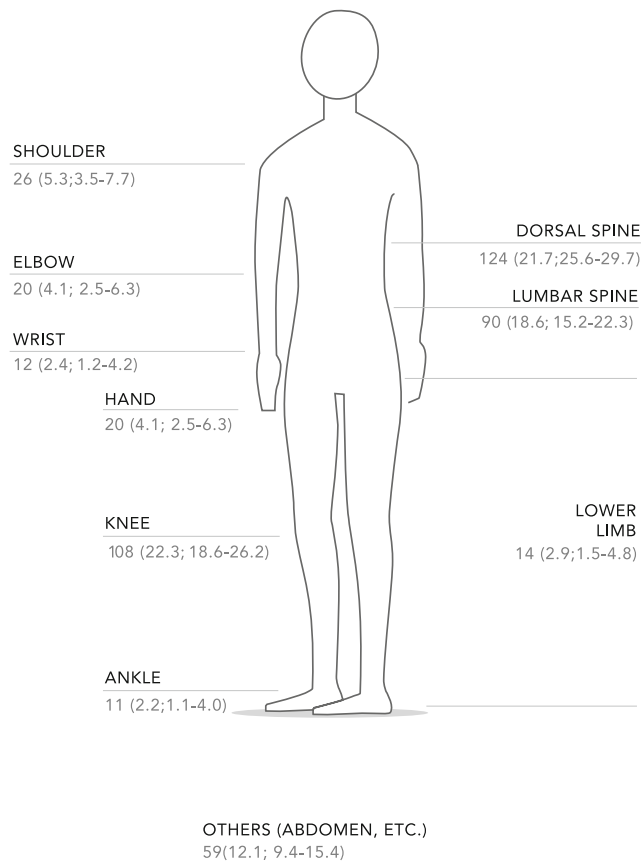 SHOULDER
26 (5.3;3.5-7.7)
DORSAL SPINE
124 (21.7;25.6-29.7)
ELBOW
20 (4.1; 2.5-6.3)
LUMBAR SPINE
90 (18.6; 15.2-22.3)
WRIST
12 (2.4; 1.2-4.2)
HAND
20 (4.1; 2.5-6.3)
KNEE
108 (22.3; 18.6-26.2)
LOWER
LIMB
14 (2.9;1.5-4.8)
ANKLE
11 (2.2;1.1-4.0)
OTHERS (ABDOMEN, ETC.)
59(12.1; 9.4-15.4)